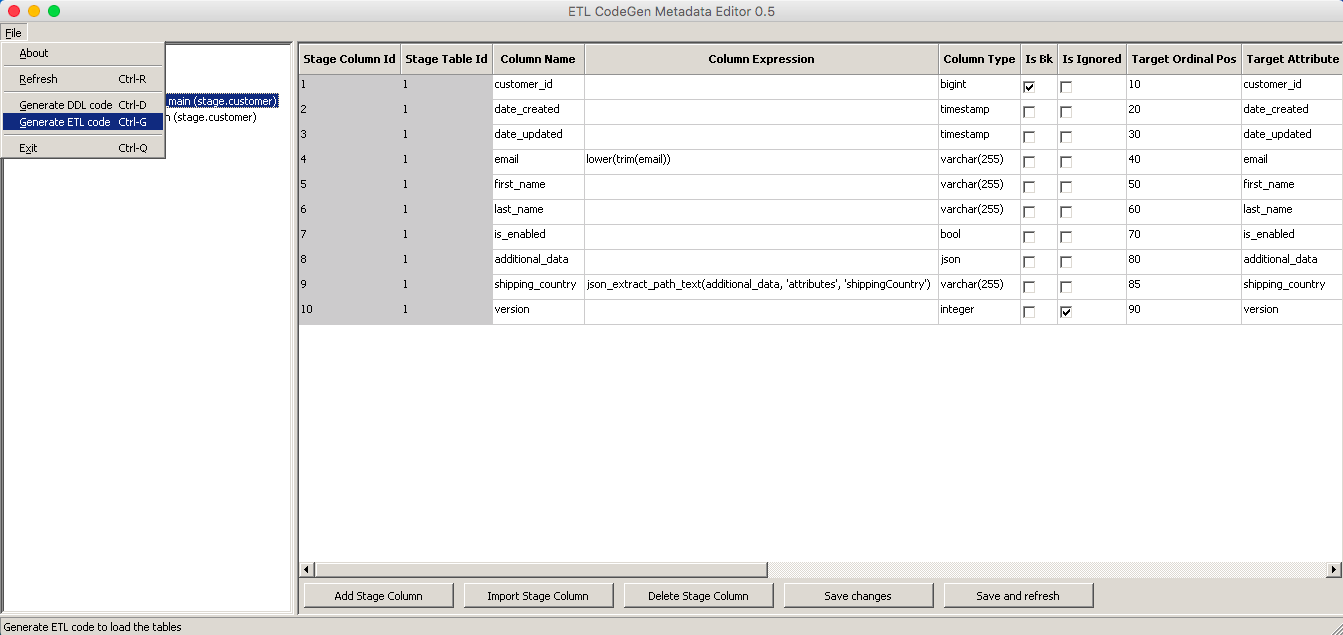 ETL CodeGen Metadata Editor 0.5
File
About
Refresh Ctrl-R
Generate DDL code Ctrl-D
Generate ETL code Ctrl-G
Exit Ctrl-Q
main (stage.customer)
(stage.customer)
Stage Column Id Stage Table Id Column Name Column Expression Column Type Is Bk Is Ignored Target Ordinal Pos Target Attribute
1 1 customer_id bigint 10 customer_id
2 1 date_created timestamp 20 date_created
3 1 date_updated timestamp 30 date_updated
4 1 email lower(trim(email)) varchar(255) 40 email
5 1 first_name varchar(255) 50 first_name
6 1 last_name varchar(255) 60 last_name
7 1 is_enabled bool 70 is_enabled
8 1 additional_data json 80 additional_data
9 1 shipping_country json_extract_path_text(additional_data, 'attributes', 'shippingCountry') varchar(255) 85 shipping_country
10 1 version integer 90 version
Add Stage Column Import Stage Column Delete Stage Column Save changes Save and refresh
Generate ETL code to load the tables